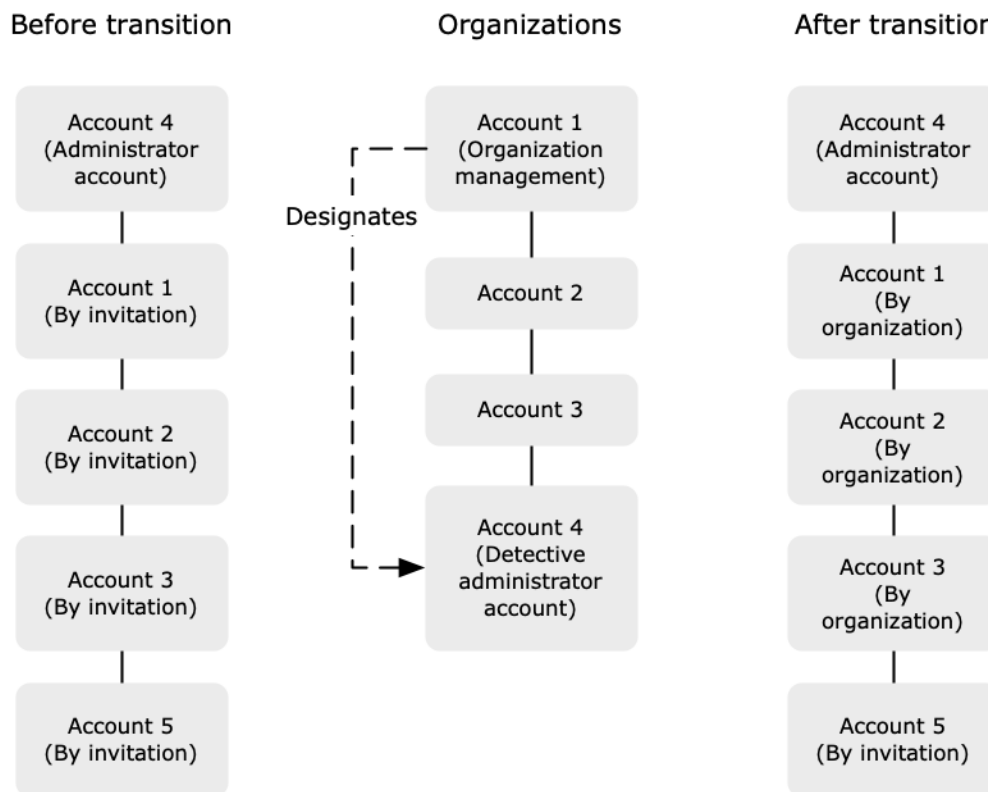 Before transition
Organizations
After transition
Account 4
(Administrator
account)
Account 1
(By invitation)
Account 2
(By invitation)
Account 3
(By invitation)
Account 5
(By invitation)
Account 1
(Organization
management)
Designates
Account 2
Account 3
Account 4
(Detective
administrator
account)
Account 4
(Administrator
account)
Account 1
(By
organization)
Account 2
(By
organization)
Account 3
(By
organization)
Account 5
(By invitation)